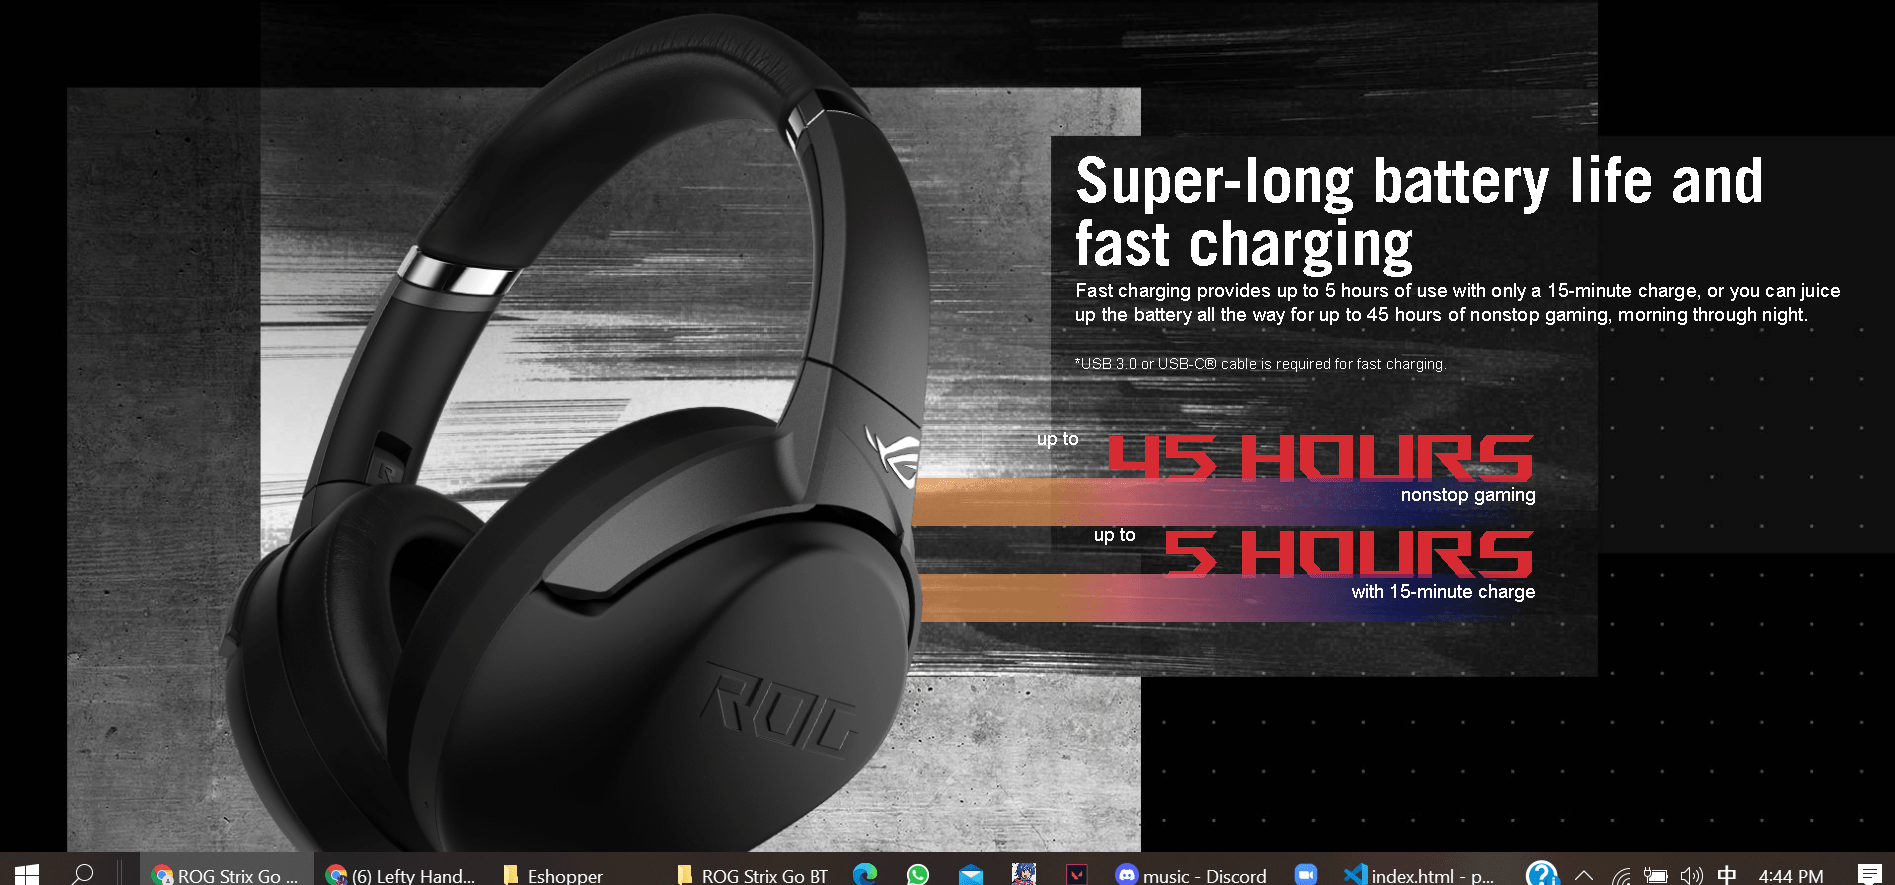 Super-long battery life and
fast charging
Fast charging provides up to 5 hours of use with only a 15-minute charge, or you can juice
up the battery all the way for up to 45 hours of nonstop gaming, morning through night.
*USB 3.0 or USB-C® cable is required for fast charging.
up to
45 HOURS
nonstop gaming
up to
5 HOURS
with 15-minute charge
R
ROG
ROG Strix Go ...
(6) Lefty Hand...
Eshopper
ROG Strix Go BT
music - Discord
index.html - p...
中
4:44 PM